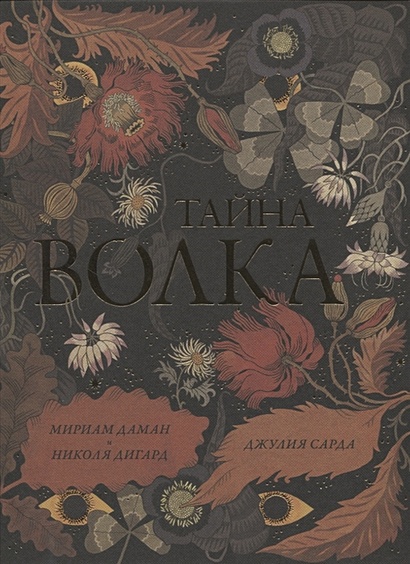 ТАЙНА
ВОЛКА
МИРИАМ ДАМАН
и
НИКОЛЯ ДИГАРД
ДЖУЛИЯ САРДА